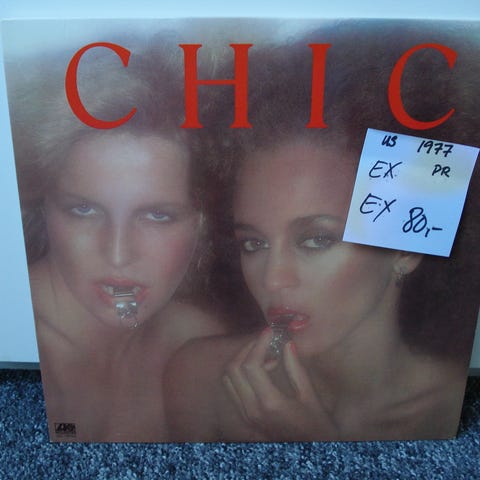 CHIC
US 1977
EX PR
EX 80,-